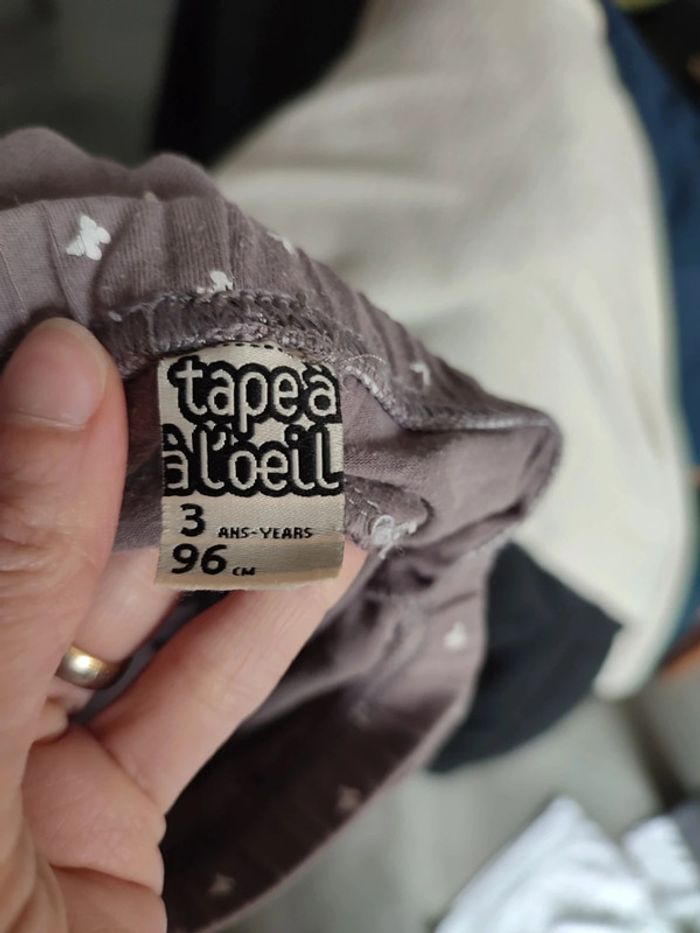 tape à
à l'oeil
3 ANS-YEARS
96 CM